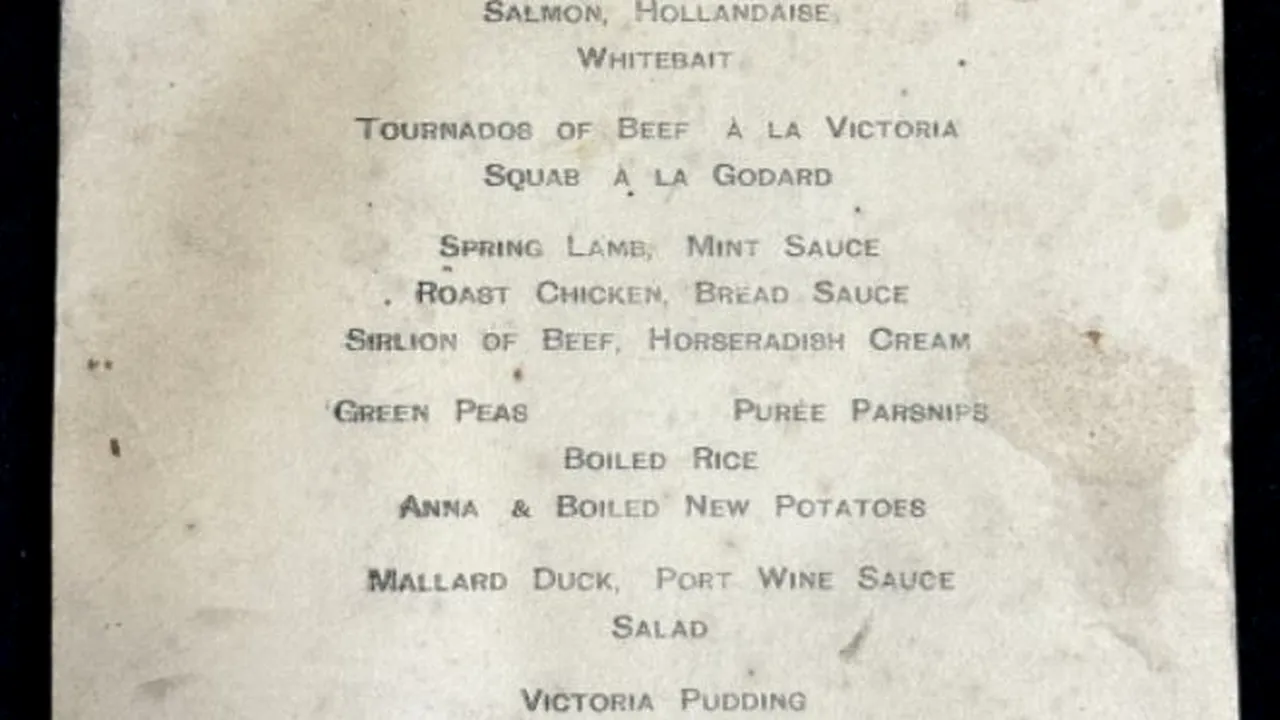 SALMON, HOLLANDAISE,
WHITEBAIT
TOURNADOS OF BEEF À LA VICTORIA
SQUAB À LA GODARD
SPRING LAMB, MINT SAUCE
ROAST CHICKEN, BREAD SAUCE
SIRLION OF BEEF, HORSERADISH CREAM
GREEN PEAS PURÉE PARSNIPS
BOILED RICE
ANNA & BOILED NEW POTATOES
MALLARD DUCK, PORT WINE SAUCE
SALAD
VICTORIA PUDDING